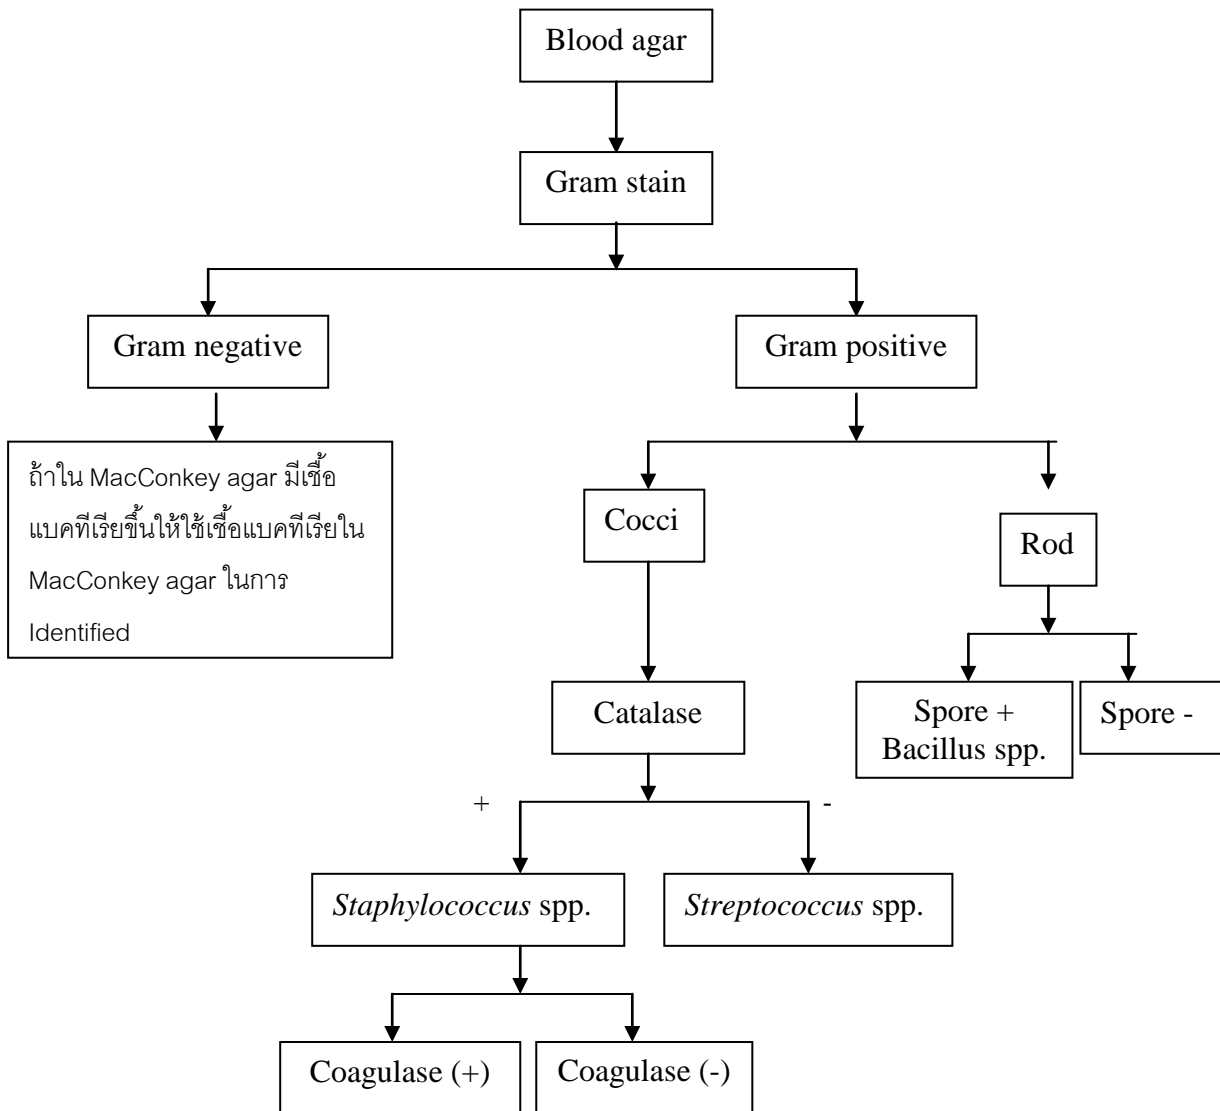 Blood agar
Gram stain
Gram negative
Gram positive
ถ้าใน MacConkey agar มีเชื้อ
แบคทีเรียขึ้นให้ใช้เชื้อแบคทีเรียใน
MacConkey agar ในการ
Identified
Cocci
Rod
Catalase
Spore +
Bacillus spp.
Spore -
+
-
Staphylococcus spp.
Streptococcus spp.
Coagulase (+)
Coagulase (-)